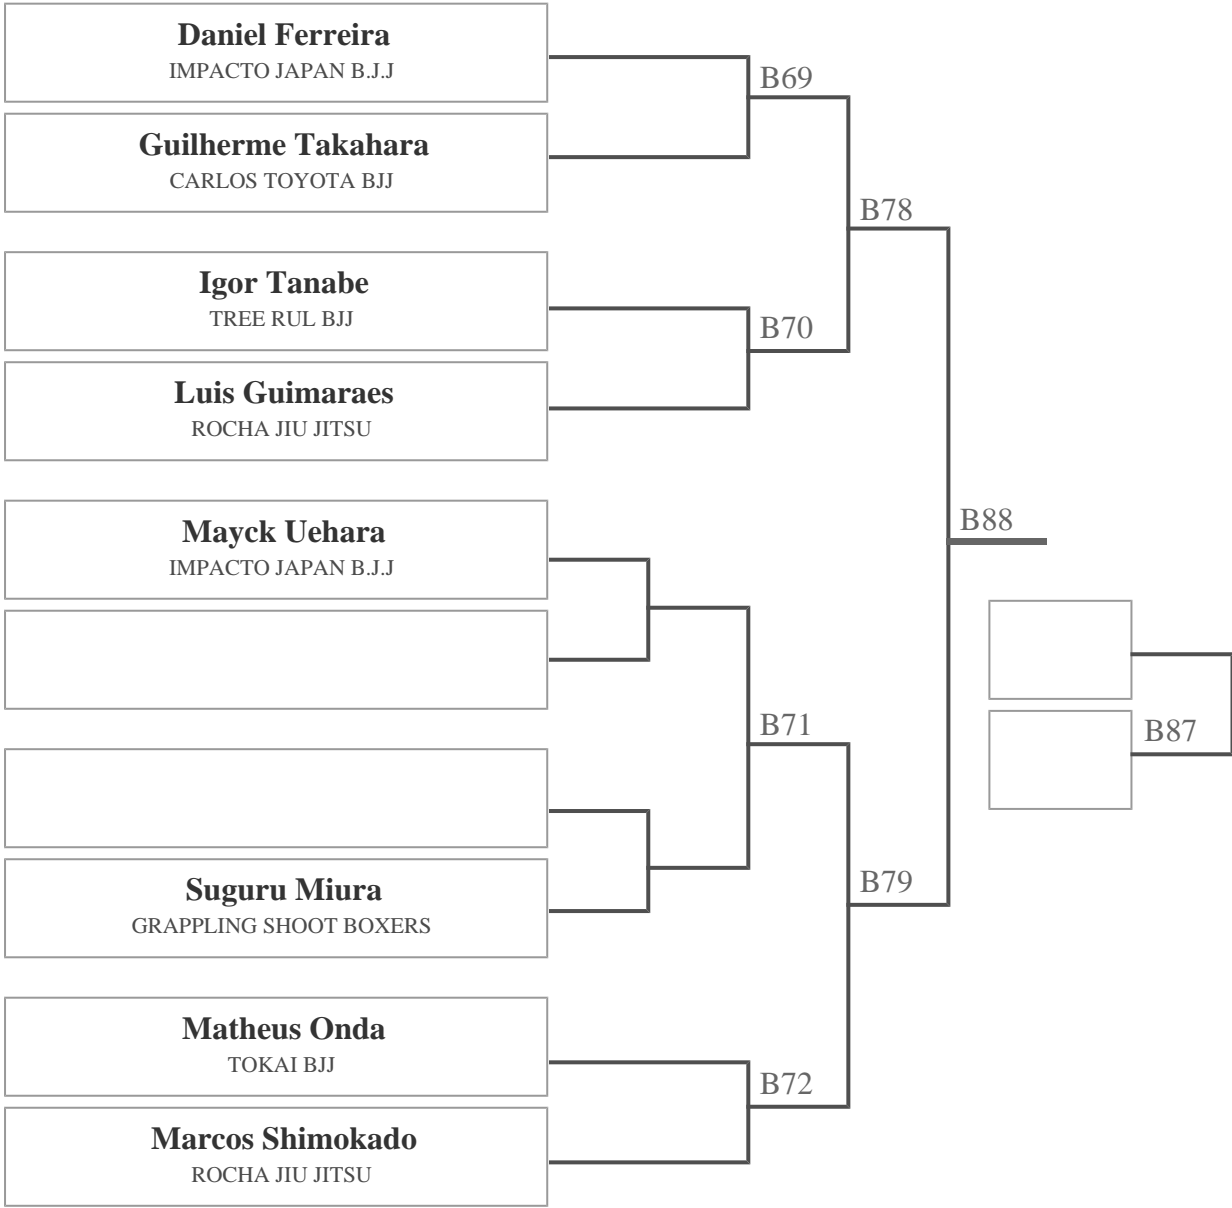 Daniel Ferreira
IMPACTO JAPAN B.J.J
B69
Guilherme Takahara
CARLOS TOYOTA BJJ
B78
Igor Tanabe
TREE RUL BJJ
B70
Luis Guimaraes
ROCHA JIU JITSU
Mayck Uehara
IMPACTO JAPAN B.J.J
B88
B71
B87
Suguru Miura
GRAPPLING SHOOT BOXERS
B79
Matheus Onda
TOKAI BJJ
B72
Marcos Shimokado
ROCHA JIU JITSU